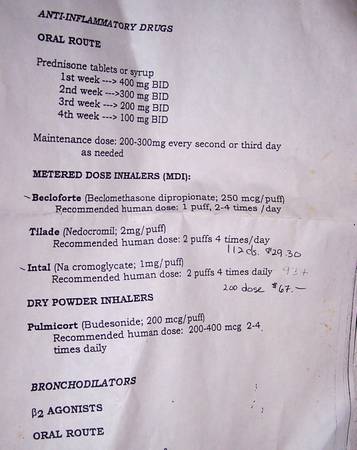 ANTI-INFLAMMATORY DRUGS
ORAL ROUTE
Prednisone tablets or syrup
1st week ---> 400 mg BID
2nd week --->300 mg BID
3rd week ---> 200 mg BID
4th week ---> 100 mg BID
Maintenance dose: 200-300mg every second or third day
as needed
METERED DOSE INHALERS (MDI):
Becloforte (Beclomethasone dipropionate; 250 mcg/puff)
Recommended human dose: 1 puff, 2-4 times /day
Tilade (Nedocromil; 2mg/puff)
Recommended human dose: 2 puffs 4 times/day
112 ds. $29.30
Intal (Na cromoglycate; 1mg/puff)
Recommended human dose: 2 puffs 4 times daily
200 dose $67.—
DRY POWDER INHALERS
Pulmicort (Budesonide; 200 mcg/puff)
Recommended human dose: 200-400 mcg 2-4
times daily
BRONCHODILATORS
β2 AGONISTS
ORAL ROUTE